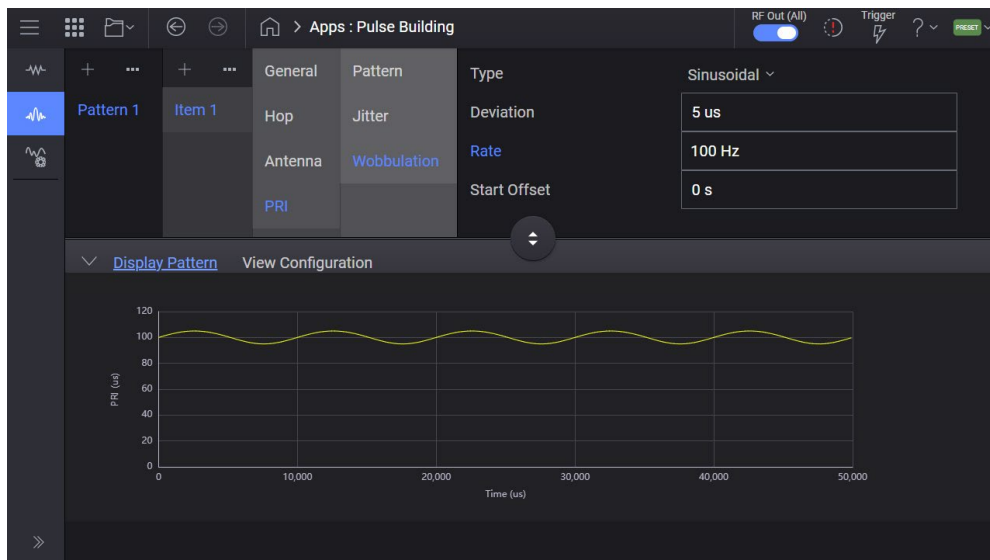 Apps : Pulse Building
RF Out (All)
Trigger
?
PRESET
+ ... + ...
Pattern 1
Item 1
General
Hop
Antenna
PRI
Pattern
Jitter
Wobbulation
Type Sinusoidal
Deviation 5 us
Rate 100 Hz
Start Offset 0 s
Display Pattern View Configuration
120
100
80
60
40
20
0
PRI (us)
0 10,000 20,000 30,000 40,000 50,000
Time (us)